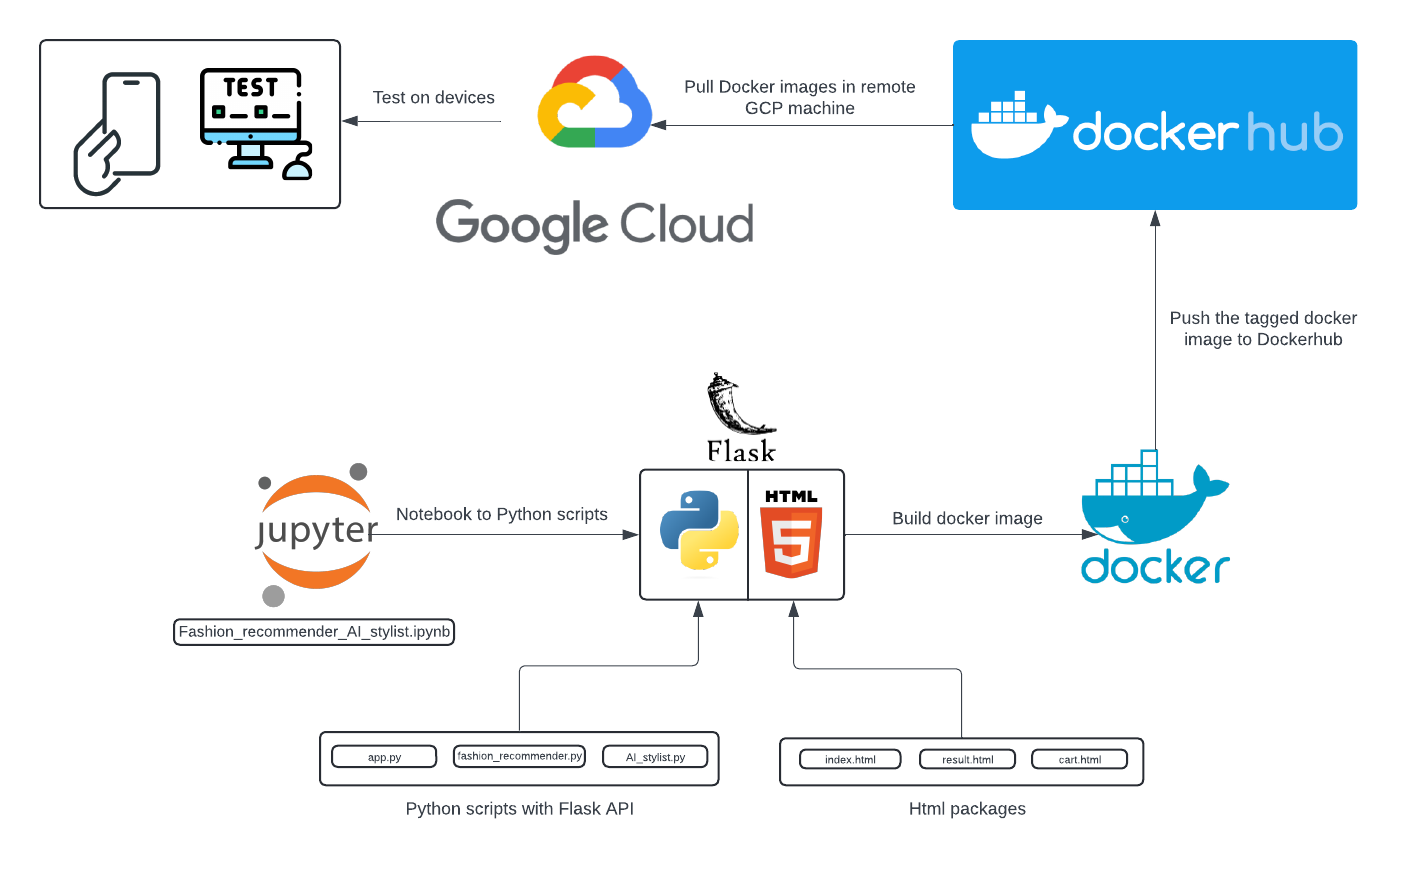 TEST
Test on devices
Google Cloud
Pull Docker images in remote
GCP machine
docker hub
Push the tagged docker
image to Dockerhub
Flask
jupyter
Notebook to Python scripts
HTML
5
Build docker image
docker
Fashion_recommender_AI_stylist.ipynb
app.py
fashion_recommender.py
AI_stylist.py
Python scripts with Flask API
index.html
result.html
cart.html
Html packages